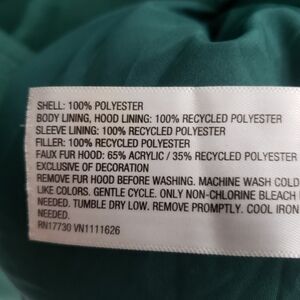 SHELL: 100% POLYESTER
BODY LINING, HOOD LINING: 100% RECYCLED POLYESTER
SLEEVE LINING: 100% RECYCLED POLYESTER
FILLER: 100% RECYCLED POLYESTER
FAUX FUR HOOD: 65% ACRYLIC / 35% RECYCLED POLYESTER
EXCLUSIVE OF DECORATION
REMOVE FUR HOOD BEFORE WASHING. MACHINE WASH COLD
LIKE COLORS. GENTLE CYCLE. ONLY NON-CHLORINE BLEACH
NEEDED. TUMBLE DRY LOW. REMOVE PROMPTLY. COOL IRON
NEEDED.
RN17730 VN1111626